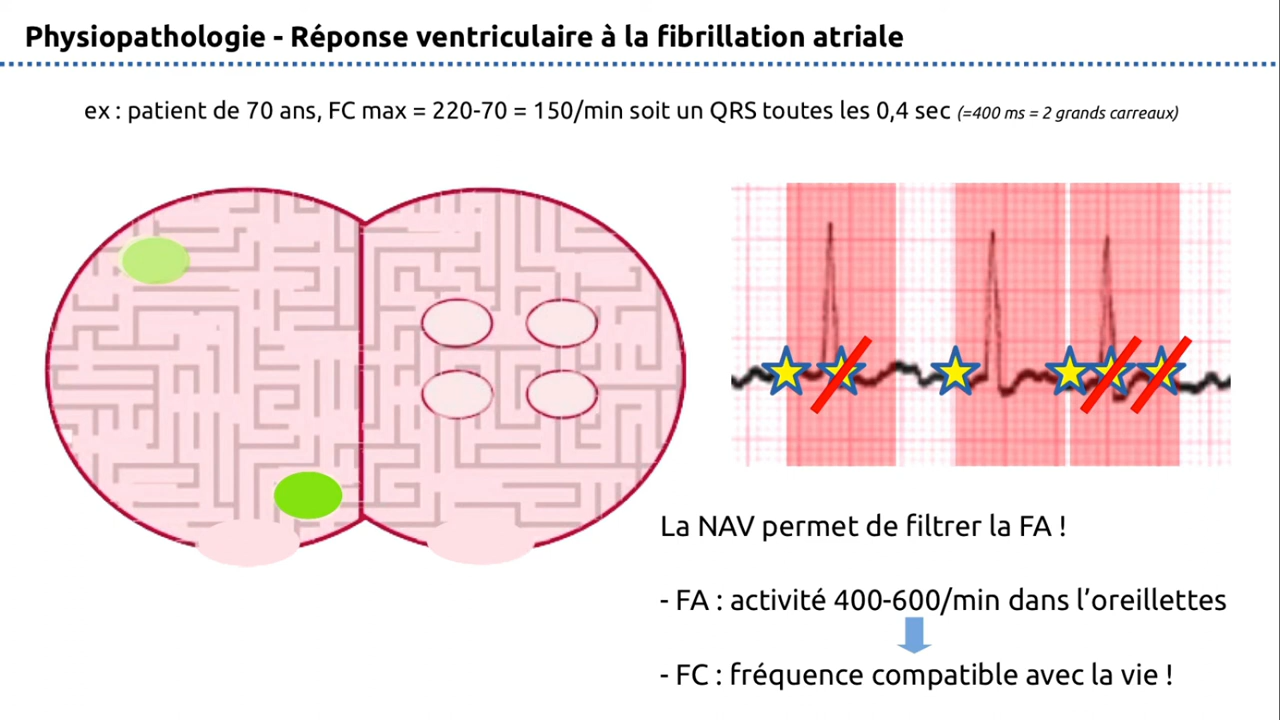 Physiopathologie - Réponse ventriculaire à la fibrillation atriale
ex : patient de 70 ans, FC max = 220-70 = 150/min soit un QRS toutes les 0,4 sec (=400 ms = 2 grands carreaux)
La NAV permet de filtrer la FA !
- FA : activité 400-600/min dans l’oreillettes
- FC : fréquence compatible avec la vie !